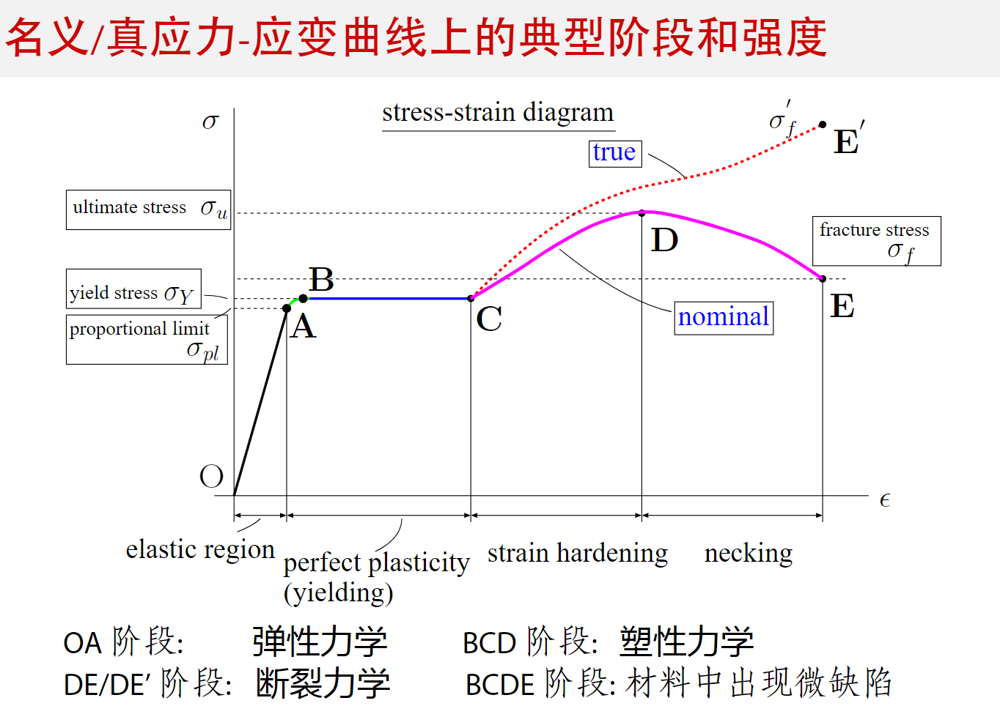 名义/真应力-应变曲线上的典型阶段和强度
stress-strain diagram
σ
σ′f
E′
true
ultimate stress σu
D
fracture stress
σf
yield stress σY
B
proportional limit
σpl
A
C
nominal
E
O
ϵ
elastic region
perfect plasticity
(yielding)
strain hardening
necking
OA 阶段: 弹性力学
BCD 阶段: 塑性力学
DE/DE’ 阶段: 断裂力学
BCDE 阶段: 材料中出现微缺陷